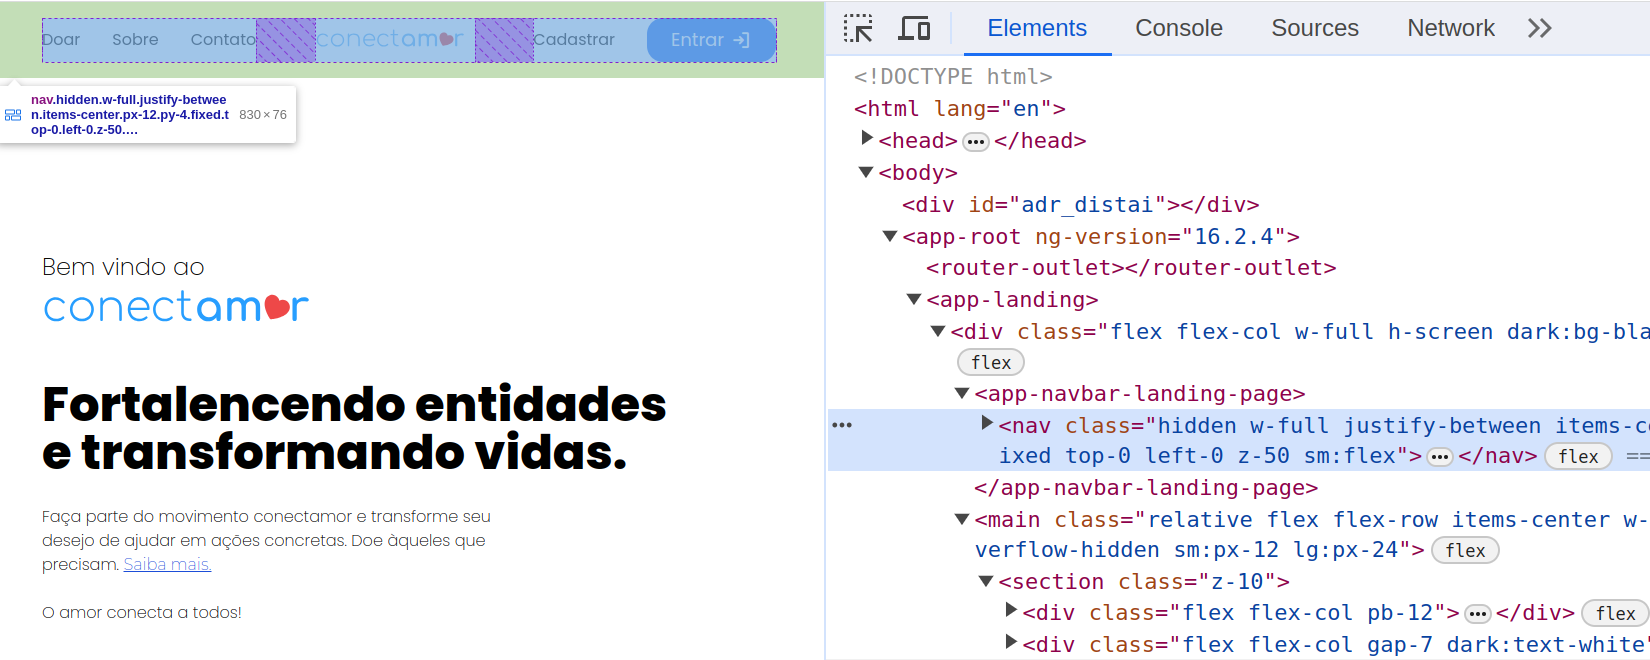 Doar Sobre Contato conectamor Cadastrar Entrar
nav.hidden.w-full.justify-betwee
n.items-center.px-12.py-4.fixed.t
op-0.left-0.z-50.... 830 × 76
Bem vindo ao
conectamor
Fortalencendo entidades
e transformando vidas.
Faça parte do movimento conectamor e transforme seu
desejo de ajudar em ações concretas. Doe àqueles que
precisam. Saiba mais.
O amor conecta a todos!
Elements Console Sources Network
<!DOCTYPE html>
<html lang="en">
<head> ••• </head>
<body>
<div id="adr_distai"></div>
<app-root ng-version="16.2.4">
<router-outlet></router-outlet>
<app-landing>
<div class="flex flex-col w-full h-screen dark:bg-bla
flex
<app-navbar-landing-page>
<nav class="hidden w-full justify-between items-c
ixed top-0 left-0 z-50 sm:flex"> ••• </nav> flex ==
</app-navbar-landing-page>
<main class="relative flex flex-row items-center w-
verflow-hidden sm:px-12 lg:px-24"> flex
<section class="z-10">
<div class="flex flex-col pb-12"> ••• </div> flex
<div class="flex flex-col gap-7 dark:text-white"